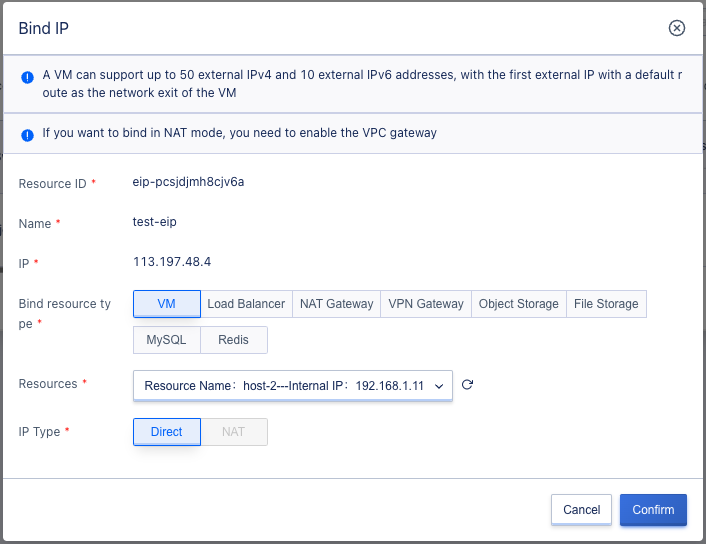 Bind IP
A VM can support up to 50 external IPv4 and 10 external IPv6 addresses, with the first external IP with a default r
oute as the network exit of the VM
If you want to bind in NAT mode, you need to enable the VPC gateway
Resource ID * eip-pcsjdjmh8cjv6a
Name * test-eip
IP * 113.197.48.4
Bind resource ty
pe *
VM Load Balancer NAT Gateway VPN Gateway Object Storage File Storage
MySQL Redis
Resources * Resource Name：host-2---Internal IP：192.168.1.11
IP Type * Direct NAT
Cancel Confirm